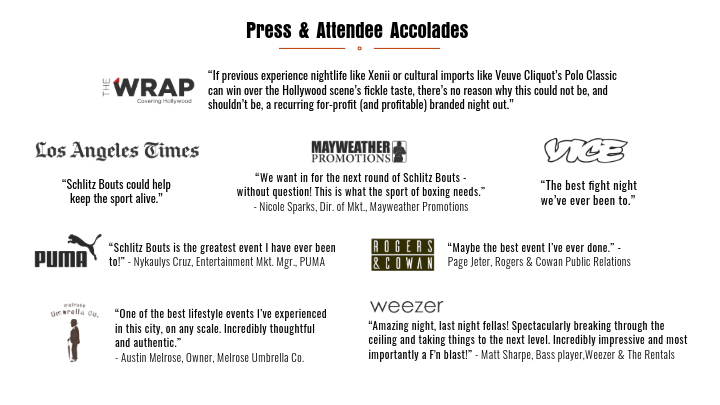 Press & Attendee Accolades
THE WRAP
Covering Hollywood
“If previous experience nightlife like Xenii or cultural imports like Veuve Cliquot’s Polo Classic
can win over the Hollywood scene’s fickle taste, there’s no reason why this could not be, and
shouldn’t be, a recurring for-profit (and profitable) branded night out.”
Los Angeles Times
“Schlitz Bouts could help
keep the sport alive.”
MAYWEATHER
PROMOTIONS
“We want in for the next round of Schlitz Bouts -
without question! This is what the sport of boxing needs.”
- Nicole Sparks, Dir. of Mkt., Mayweather Promotions
VICE
“The best fight night
we’ve ever been to.”
PUMA
“Schlitz Bouts is the greatest event I have ever been
to!” - Nykaulys Cruz, Entertainment Mkt. Mgr., PUMA
ROGERS
& COWAN
“Maybe the best event I’ve ever done.” -
Page Jeter, Rogers & Cowan Public Relations
melrose
Umbrella Co.
“One of the best lifestyle events I’ve experienced
in this city, on any scale. Incredibly thoughtful
and authentic.”
- Austin Melrose, Owner, Melrose Umbrella Co.
weezer
“Amazing night, last night fellas! Spectacularly breaking through the
ceiling and taking things to the next level. Incredibly impressive and most
importantly a F’n blast!” - Matt Sharpe, Bass player,Weezer & The Rentals